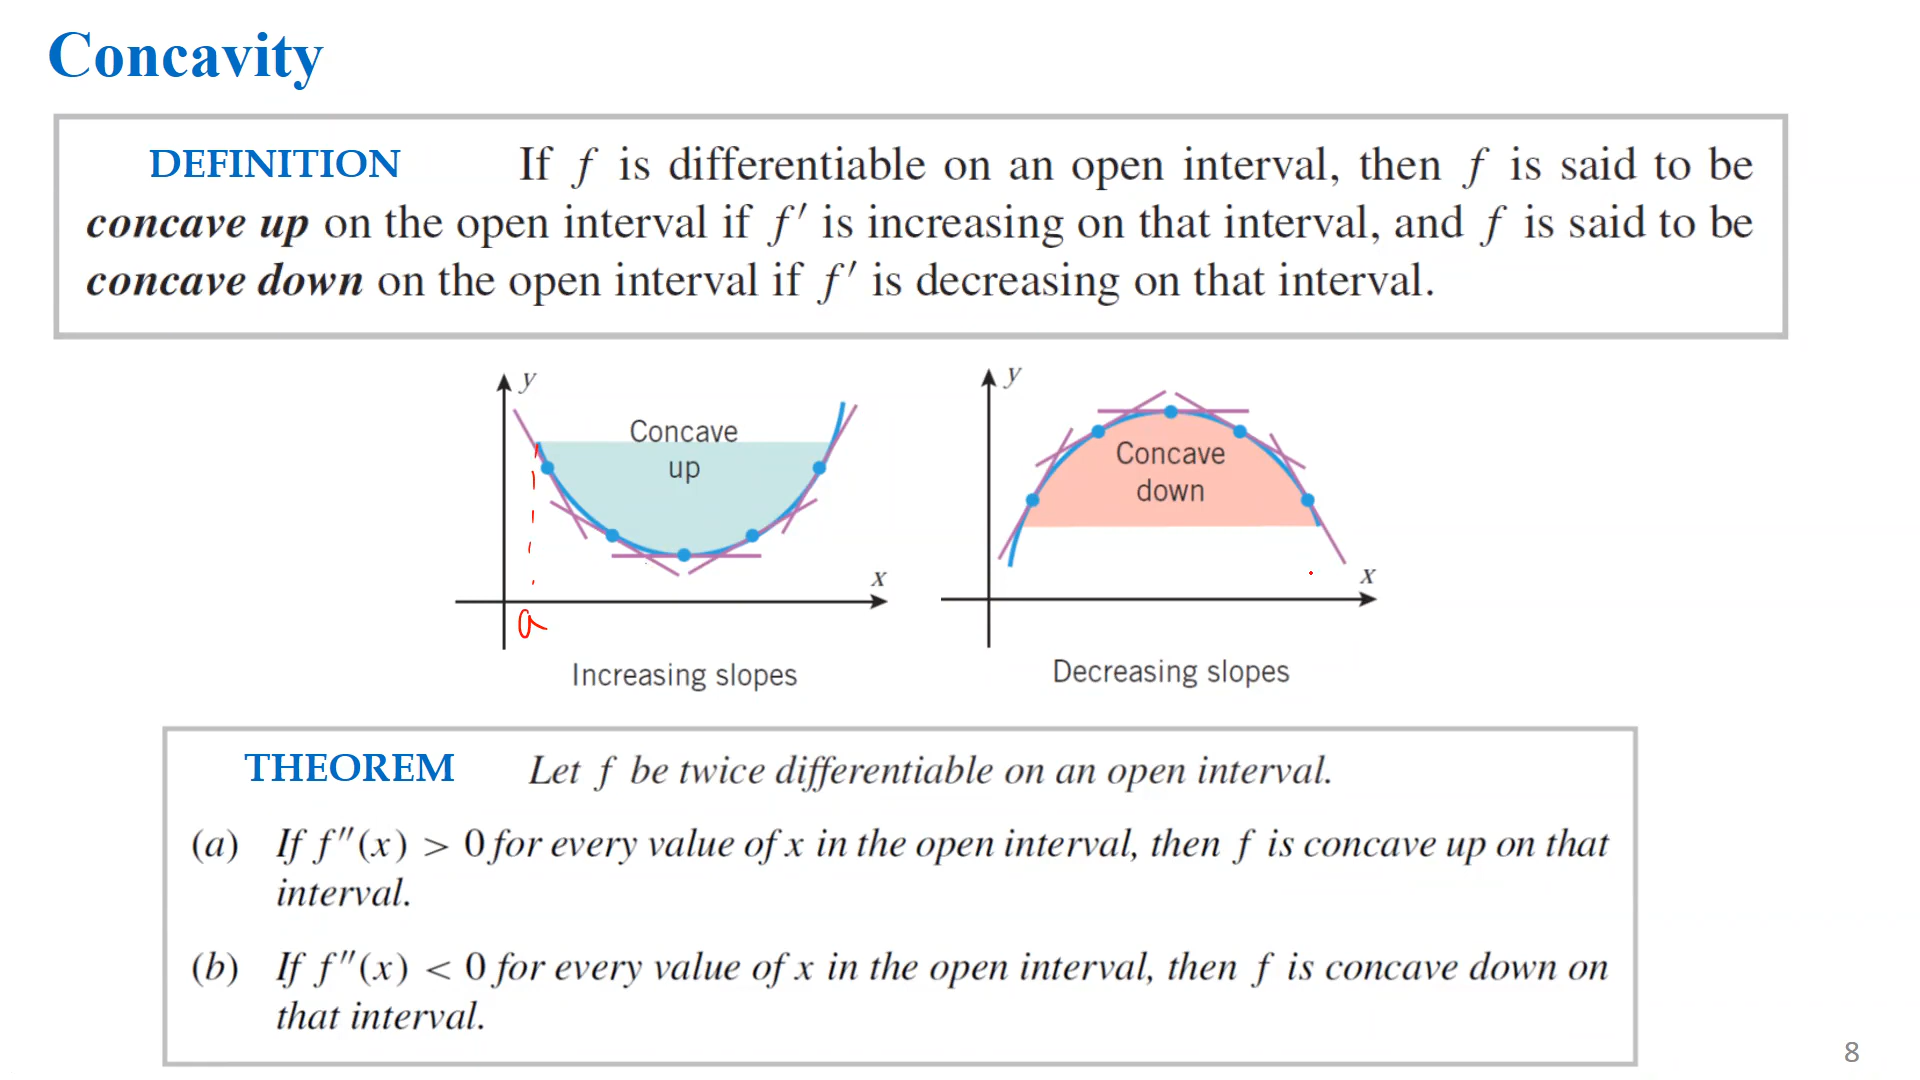 Concavity
DEFINITION If f is differentiable on an open interval, then f is said to be
concave up on the open interval if f′ is increasing on that interval, and f is said to be
concave down on the open interval if f′ is decreasing on that interval.
y
Concave
up
x
a
Increasing slopes
y
Concave
down
x
Decreasing slopes
THEOREM Let f be twice differentiable on an open interval.
(a) If f″(x) > 0 for every value of x in the open interval, then f is concave up on that
interval.
(b) If f″(x) < 0 for every value of x in the open interval, then f is concave down on
that interval.
8